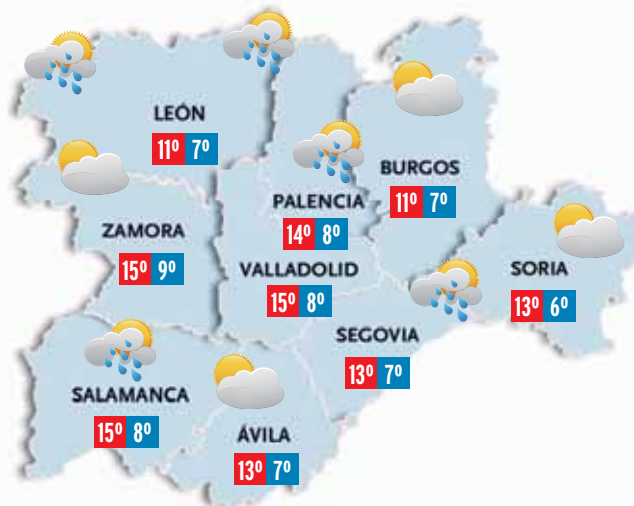 LEÓN
11º 7º
BURGOS
11º 7º
PALENCIA
14º 8º
ZAMORA
15º 9º
VALLADOLID
15º 8º
SORIA
13º 6º
SEGOVIA
13º 7º
SALAMANCA
15º 8º
ÁVILA
13º 7º